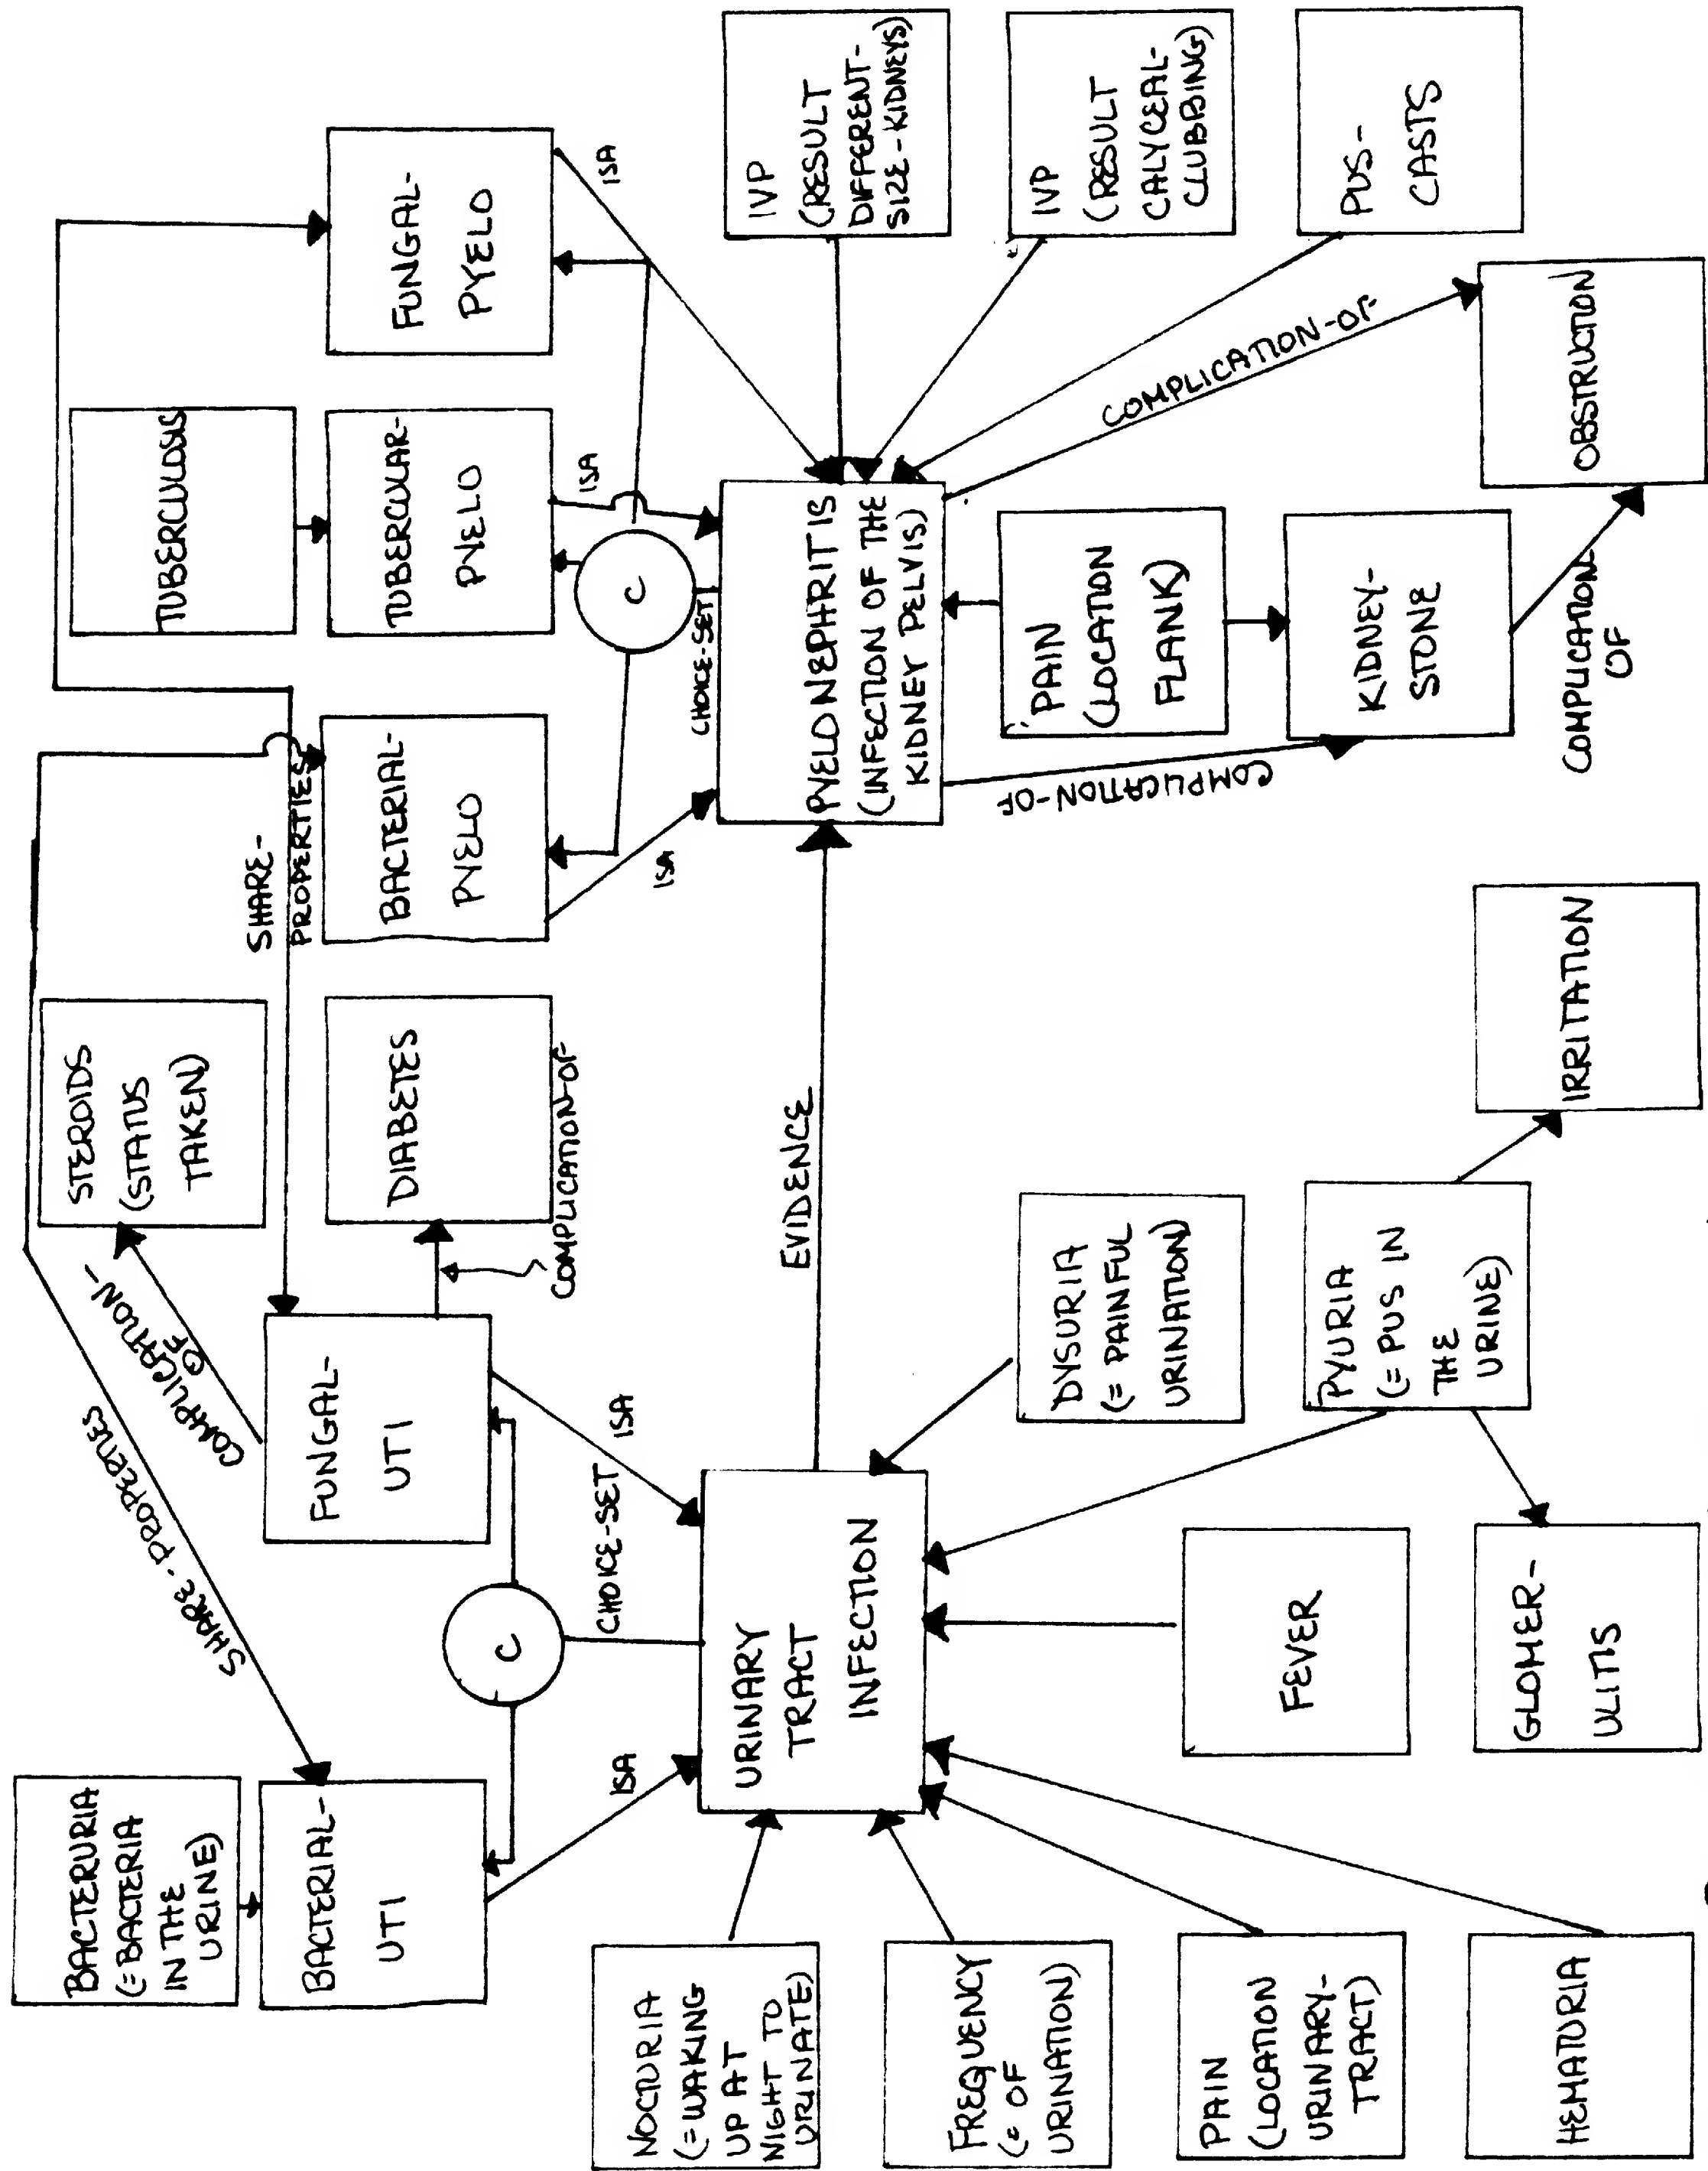 BACTERURIA
(=BACTERIA
IN THE
URINE)
BACTERIAL-
UTI
SHARE-PROPERTIES
COMPLICATION-
OF
STEROIDS
(STATUS
TAKEN)
FUNGAL-
UTI
DIABETES
COMPLICATION-OF
SHARE-
PROPERTIES
BACTERIAL-
PYELO
TUBERCULOSIS
TUBERCULAR-
PYELO
FUNGAL-
PYELO
C
CHOICE-SET
ISA
ISA
C
CHOICE-SET
ISA
ISA
ISA
NOCTURIA
(=WAKING
UP AT
NIGHT TO
URINATE)
URINARY
TRACT
INFECTION
EVIDENCE
PYELONEPHRITIS
(INFECTION OF THE
KIDNEY PELVIS)
IVP
(RESULT
DIFFERENT-
SIZE-KIDNEYS)
FREQUENCY
(= OF
URINATION)
DYSURIA
(= PAINFUL
URINATION)
COMPLICATION-OF
PAIN
(LOCATION
FLANK)
COMPLICATION-OF
IVP
(RESULT
CALYCEAL-
CLUBBING)
PAIN
(LOCATION
URINARY-
TRACT)
FEVER
PYURIA
(= PUS IN
THE
URINE)
KIDNEY-
STONE
PUS-
CASTS
HEMATURIA
GLOMER-
ULITIS
IRRITATION
COMPLICATION
OF
OBSTRUCTION